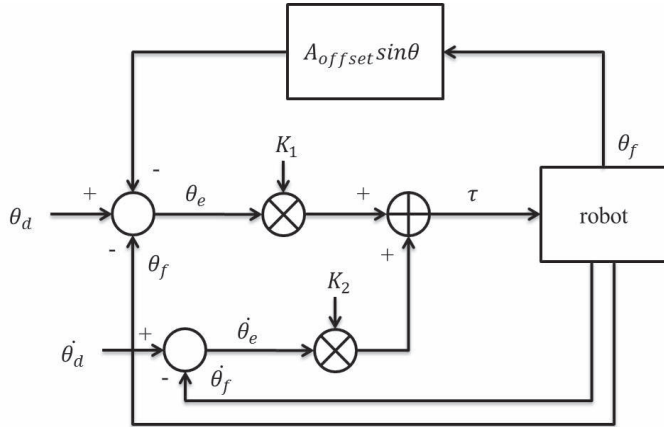 A_offset sinθ
θ_f
-
K₁
+
θ_d
θ_e
+
τ
robot
-
θ_f
+
K₂
+
θ̇_d
θ̇_e
-
θ̇_f